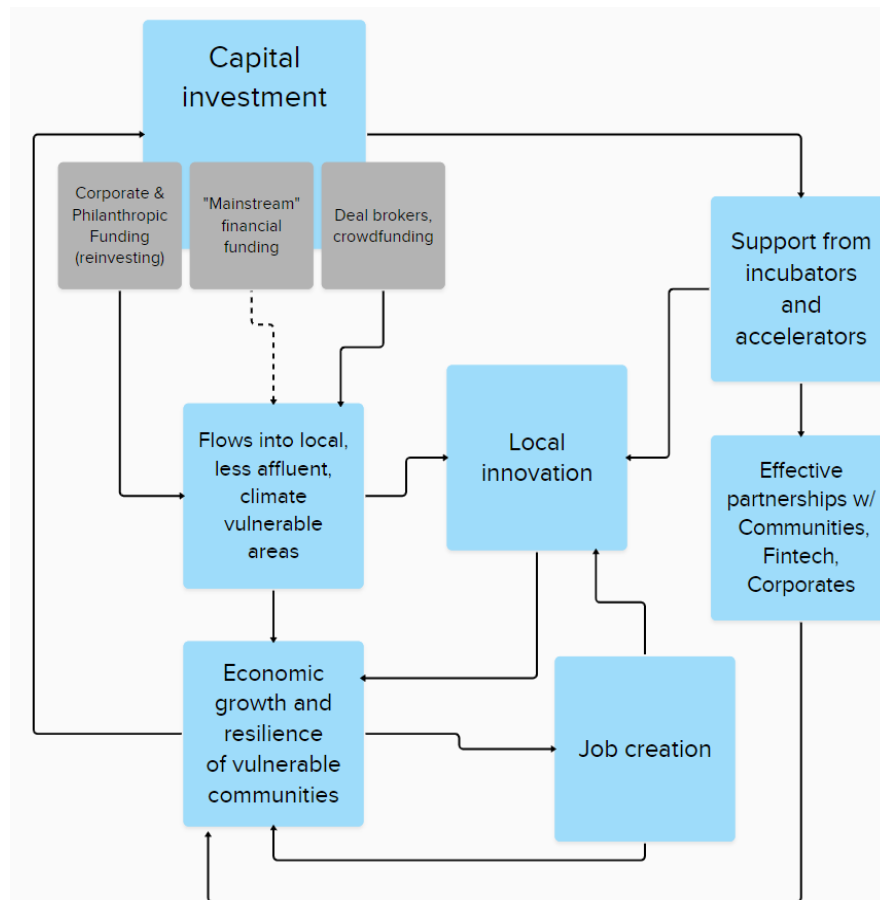 Capital
investment
Corporate &
Philanthropic
Funding
(reinvesting)
"Mainstream"
financial
funding
Deal brokers,
crowdfunding
Support from
incubators
and
accelerators
Flows into local,
less affluent,
climate
vulnerable
areas
Local
innovation
Effective
partnerships w/
Communities,
Fintech,
Corporates
Economic
growth and
resilience
of vulnerable
communities
Job creation